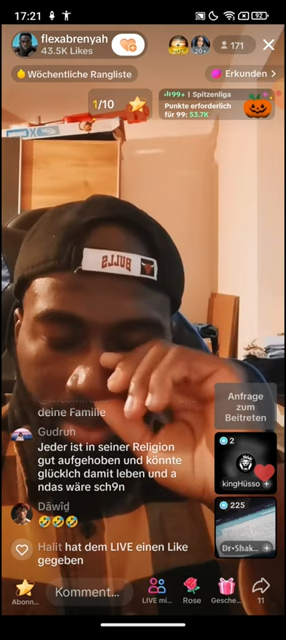 17:21
92
flexabrenyah
43.5K Likes
20+
20+
171
Wöchentliche Rangliste
Erkunden >
1/10
99+ | Spitzenliga
Punkte erforderlich
für 99: 53.7K
BULLS
deine Familie
Gudrun
Jeder ist in seiner Religion
gut aufgehoben und könnte
glücklch damit leben und a
ndas wäre sch9n
Anfrage
zum
Beitreten
2
kingHüsso
Dāwīd
🤣🤣🤣
225
Dr•Shak...
Halit hat dem LIVE einen Like
gegeben
Abonn...
Komment...
LIVE mi...
Rose
Gesche...
11